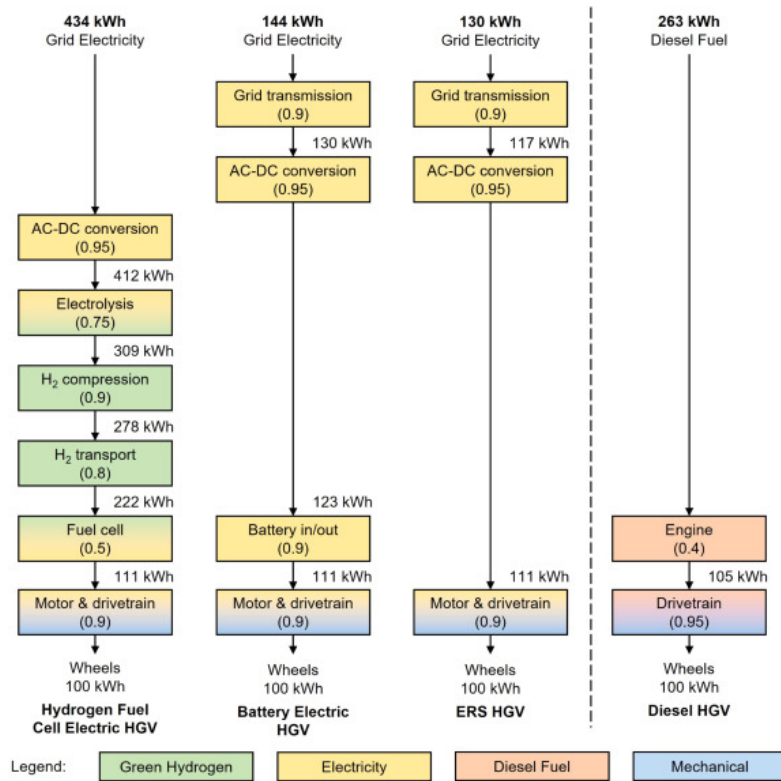 434 kWh
Grid Electricity
AC-DC conversion
(0.95)
412 kWh
Electrolysis
(0.75)
309 kWh
H₂ compression
(0.9)
278 kWh
H₂ transport
(0.8)
222 kWh
Fuel cell
(0.5)
111 kWh
Motor & drivetrain
(0.9)
Wheels
100 kWh
Hydrogen Fuel
Cell Electric HGV
144 kWh
Grid Electricity
Grid transmission
(0.9)
130 kWh
AC-DC conversion
(0.95)
123 kWh
Battery in/out
(0.9)
111 kWh
Motor & drivetrain
(0.9)
Wheels
100 kWh
Battery Electric
HGV
130 kWh
Grid Electricity
Grid transmission
(0.9)
117 kWh
AC-DC conversion
(0.95)
111 kWh
Motor & drivetrain
(0.9)
Wheels
100 kWh
ERS HGV
263 kWh
Diesel Fuel
Engine
(0.4)
105 kWh
Drivetrain
(0.95)
Wheels
100 kWh
Diesel HGV
Legend:
Green Hydrogen
Electricity
Diesel Fuel
Mechanical